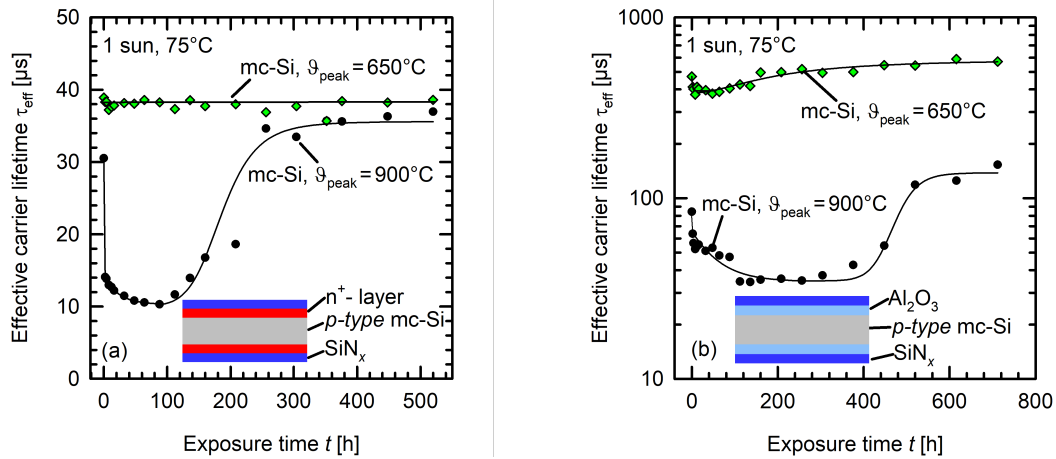 50
40
30
20
10
0
Effective carrier lifetime τeff [µs]
1 sun, 75°C
mc-Si, ϑpeak = 650°C
mc-Si, ϑpeak = 900°C
n+- layer
p-type mc-Si
SiNx
(a)
0 100 200 300 400 500
Exposure time t [h]
1000
100
10
Effective carrier lifetime τeff [µs]
1 sun, 75°C
mc-Si, ϑpeak = 650°C
mc-Si, ϑpeak = 900°C
Al2O3
p-type mc-Si
SiNx
(b)
0 200 400 600 800
Exposure time t [h]